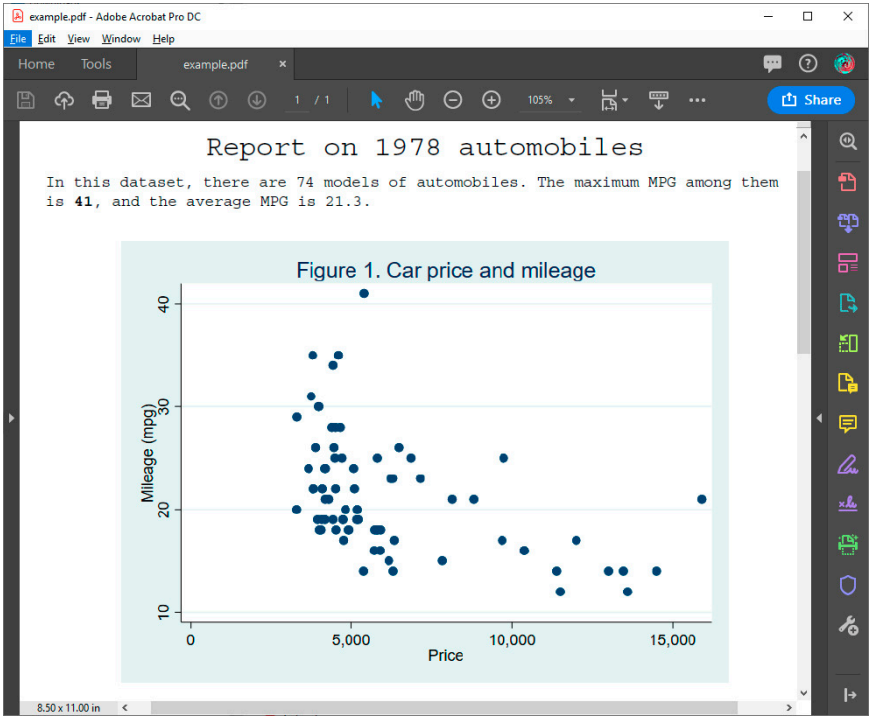 example.pdf - Adobe Acrobat Pro DC
File Edit View Window Help
Home Tools example.pdf ×
1 / 1 105% Share
Report on 1978 automobiles
In this dataset, there are 74 models of automobiles. The maximum MPG among them
is 41, and the average MPG is 21.3.
Figure 1. Car price and mileage
40
30
20
10
Mileage (mpg)
0 5,000 10,000 15,000
Price
8.50 x 11.00 in